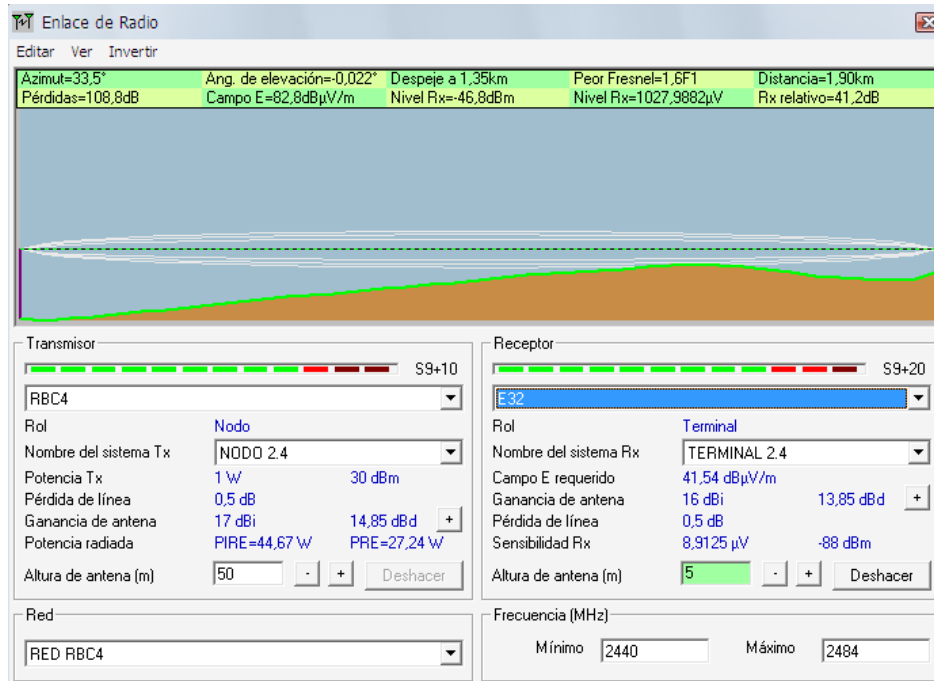 Enlace de Radio
Editar Ver Invertir
Azimut=33,5° Ang. de elevación=-0,022° Despeje a 1,35km Peor Fresnel=1,6F1 Distancia=1,90km
Pérdidas=108,8dB Campo E=82,8dBµV/m Nivel Rx=-46,8dBm Nivel Rx=1027,9882µV Rx relativo=41,2dB
Transmisor
S9+10
RBC4
Rol Nodo
Nombre del sistema Tx NODO 2.4
Potencia Tx 1 W 30 dBm
Pérdida de línea 0,5 dB
Ganancia de antena 17 dBi 14,85 dBd +
Potencia radiada PIRE=44,67 W PRE=27,24 W
Altura de antena (m) 50 - + Deshacer
Red
RED RBC4
Receptor
S9+20
E32
Rol Terminal
Nombre del sistema Rx TERMINAL 2.4
Campo E requerido 41,54 dBµV/m
Ganancia de antena 16 dBi 13,85 dBd +
Pérdida de línea 0,5 dB
Sensibilidad Rx 8,9125 µV -88 dBm
Altura de antena (m) 5 - + Deshacer
Frecuencia (MHz)
Mínimo 2440 Máximo 2484